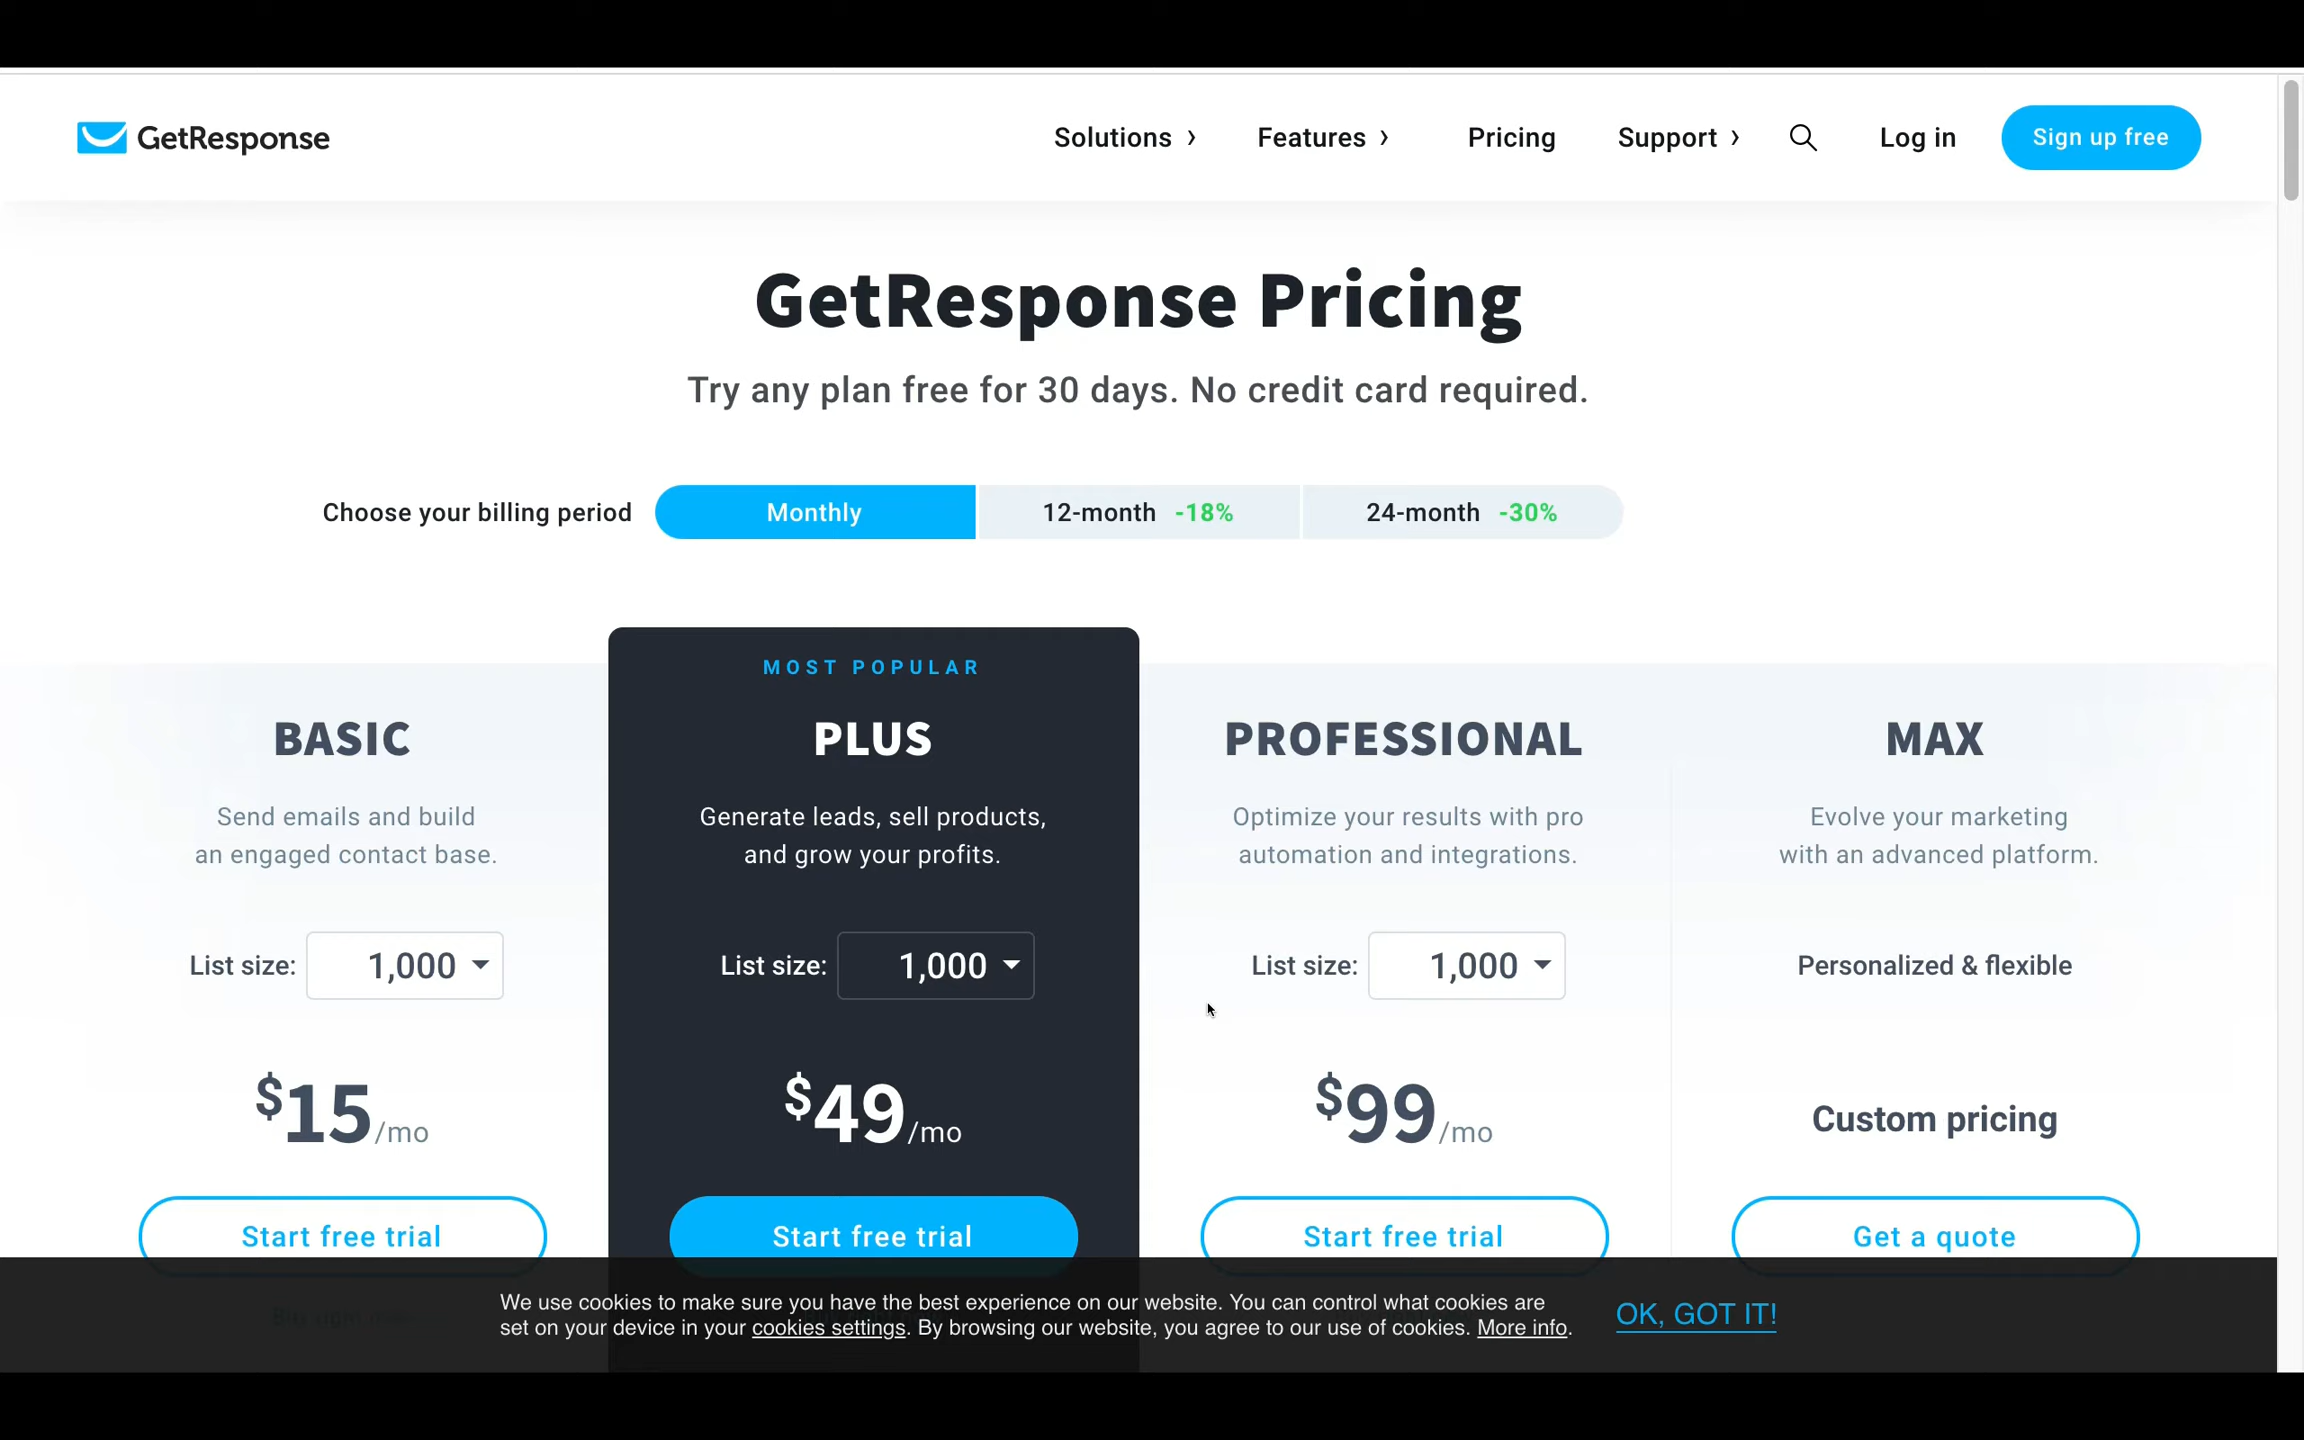 GetResponse
Solutions ›
Features ›
Pricing
Support ›
Log in
Sign up free
GetResponse Pricing
Try any plan free for 30 days. No credit card required.
Choose your billing period
Monthly
12-month -18%
24-month -30%
BASIC
Send emails and build
an engaged contact base.
List size: 1,000
$15/mo
Start free trial
MOST POPULAR
PLUS
Generate leads, sell products,
and grow your profits.
List size: 1,000
$49/mo
Start free trial
PROFESSIONAL
Optimize your results with pro
automation and integrations.
List size: 1,000
$99/mo
Start free trial
MAX
Evolve your marketing
with an advanced platform.
Personalized & flexible
Custom pricing
Get a quote
We use cookies to make sure you have the best experience on our website. You can control what cookies are
set on your device in your cookies settings. By browsing our website, you agree to our use of cookies. More info.
OK, GOT IT!